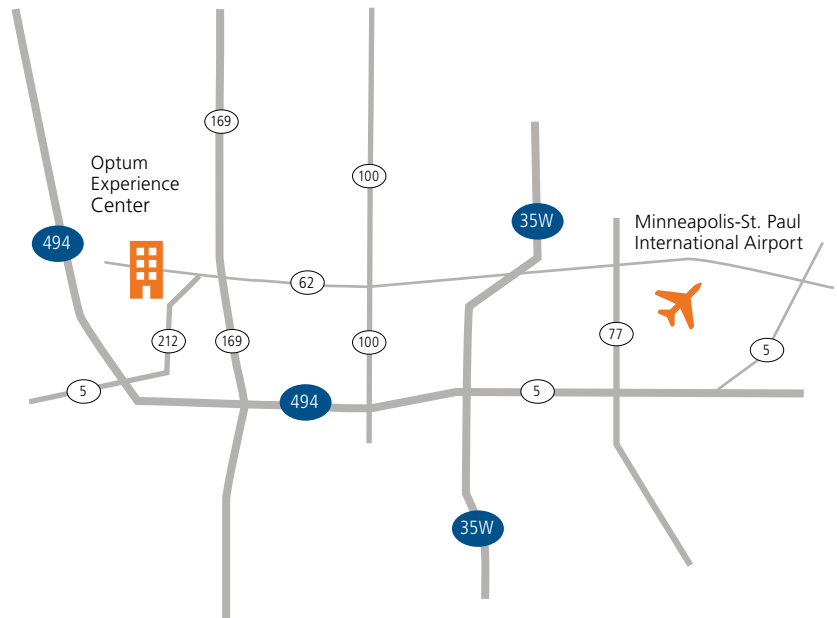 169
Optum
Experience
Center
100
35W
Minneapolis-St. Paul
International Airport
494
62
212
169
100
77
5
5
494
5
35W